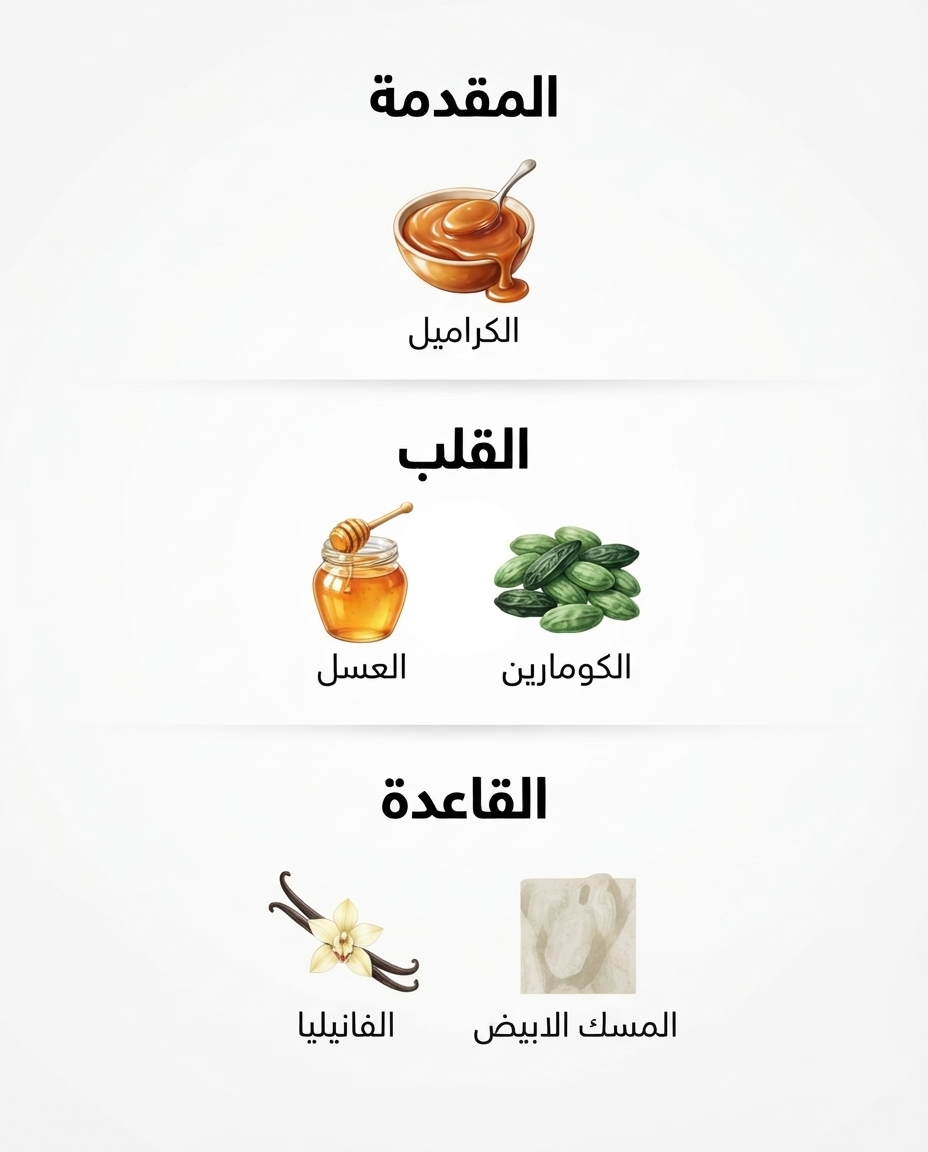 المقدمة
الكراميل
القلب
الكومارين
العسل
القاعدة
المسك الابيض
الفانيليا